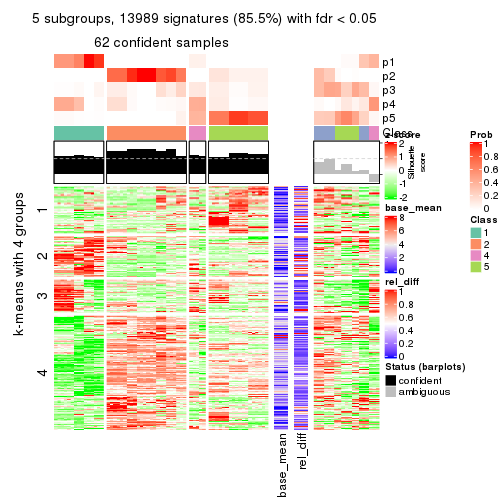 5 subgroups, 13989 signatures (85.5%) with fdr < 0.05
62 confident samples
p1
p2
p3
p4
p5
Class
1
2
3
4
k-means with 4 groups
base_mean
rel_diff
z-score
2
1
0
-1
-2
Silhouette
score
base_mean
8
6
4
2
0
rel_diff
1
0.8
0.6
0.4
0.2
0
Status (barplots)
confident
ambiguous
Prob
1
0.8
0.6
0.4
0.2
0
Class
1
2
4
5